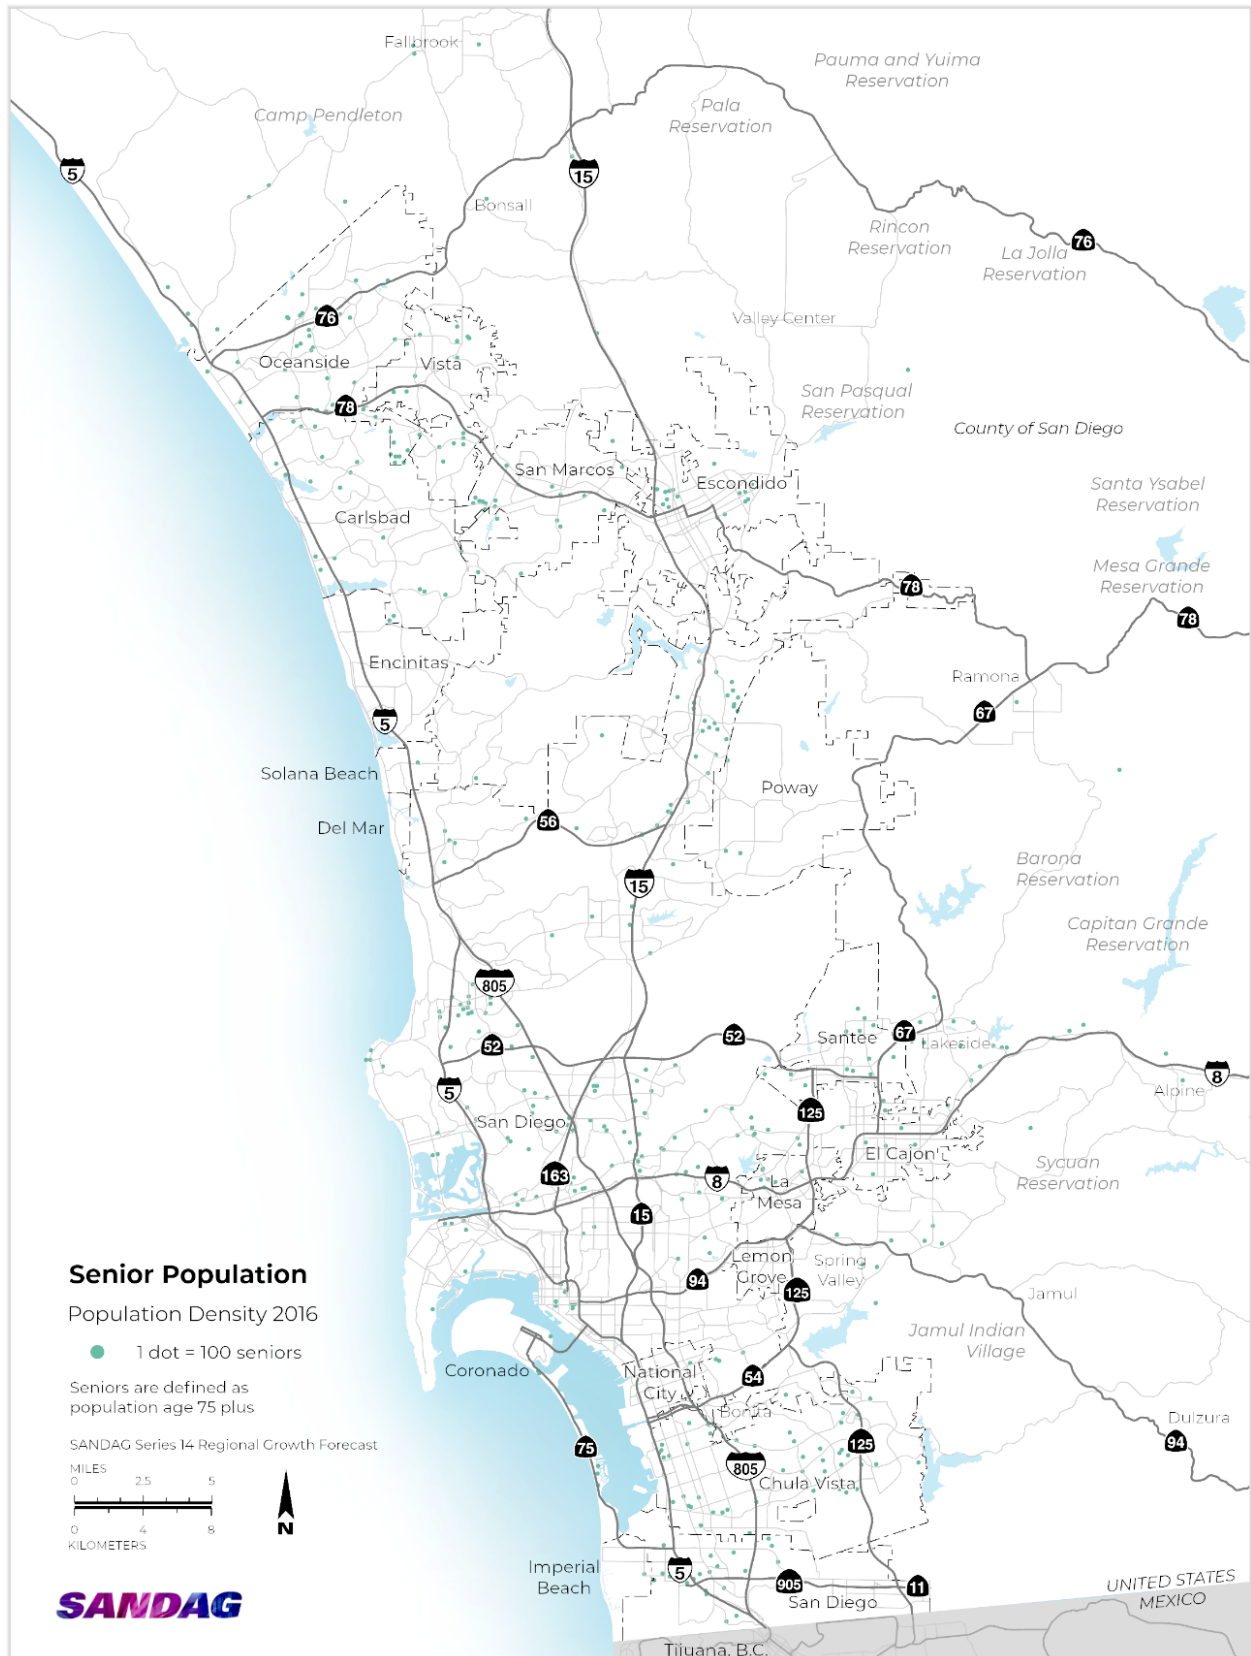 Fallbrook
Pauma and Yuima
Reservation
Pala
Reservation
Camp Pendleton
5
15
Bonsall
Rincon
Reservation
La Jolla
Reservation
76
76
Valley Center
Oceanside
Vista
San Pasqual
Reservation
78
County of San Diego
San Marcos
Escondido
Santa Ysabel
Reservation
Carlsbad
Mesa Grande
Reservation
78
78
Encinitas
Ramona
67
5
Solana Beach
Poway
Del Mar
56
Barona
Reservation
15
Capitan Grande
Reservation
805
52
52
Santee
67
Lakeside
8
5
Alpine
125
San Diego
El Cajon
163
8
La
Mesa
Sycuan
Reservation
15
Lemon
Grove
Spring
Valley
94
125
Jamul
Jamul Indian
Village
Coronado
National
City
54
Bonita
Dulzura
94
75
125
805
Chula Vista
Imperial
Beach
5
905
11
San Diego
UNITED STATES
MEXICO
Tijuana, B.C.
Senior Population
Population Density 2016
1 dot = 100 seniors
Seniors are defined as
population age 75 plus
SANDAG Series 14 Regional Growth Forecast
MILES
0 2.5 5
0 4 8
KILOMETERS
N
SANDAG